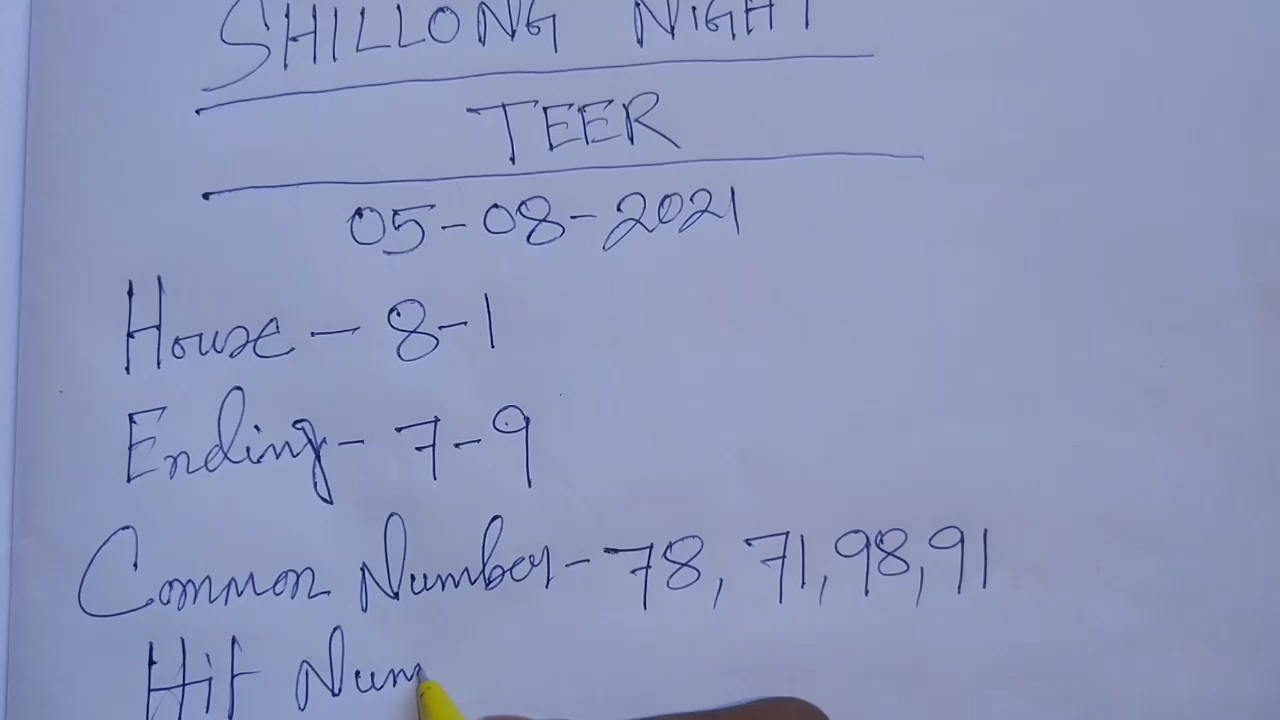 SHILLONG NIGHT
TEER
05-08-2021
House - 8-1
Ending - 7-9
Common Number - 78, 71, 98, 91
Hit Num